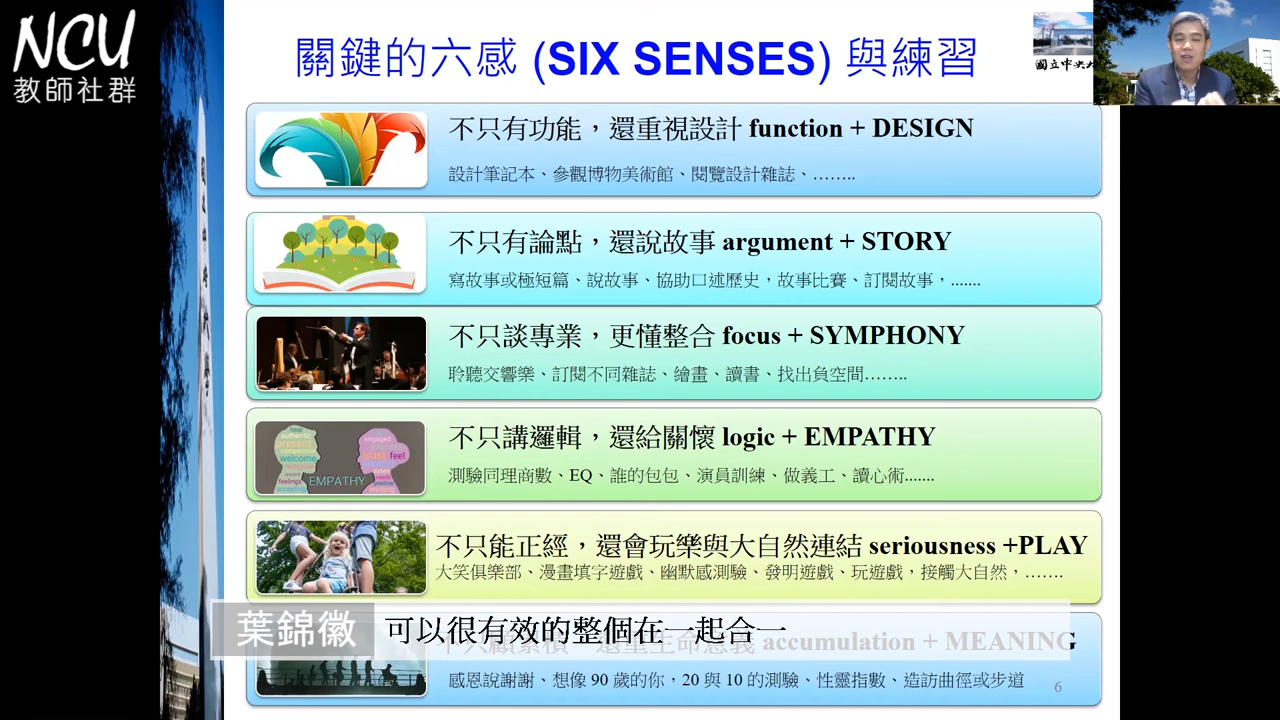 NCU
教師社群
關鍵的六感 (SIX SENSES) 與練習
國立中央大
不只有功能，還重視設計 function + DESIGN
設計筆記本、參觀博物美術館、閱覽設計雜誌、……..
不只有論點，還說故事 argument + STORY
寫故事或極短篇、說故事、協助口述歷史，故事比賽、訂閱故事，.......
不只談專業，更懂整合 focus + SYMPHONY
聆聽交響樂、訂閱不同雜誌、繪畫、讀書、找出負空間……..
不只講邏輯，還給關懷 logic + EMPATHY
測驗同理商數、EQ、誰的包包、演員訓練、做義工、讀心術.......
authentic
present
welcome
feelings
accepting
engaged
trust feel
EMPATHY
不只能正經，還會玩樂與大自然連結 seriousness +PLAY
大笑俱樂部、漫畫填字遊戲、幽默感測驗、發明遊戲、玩遊戲，接觸大自然，…….
葉錦徽
可以很有效的整個在一起合一
accumulation + MEANING
感恩說謝謝、想像 90 歲的你，20 與 10 的測驗、性靈指數、造訪曲徑或步道
6